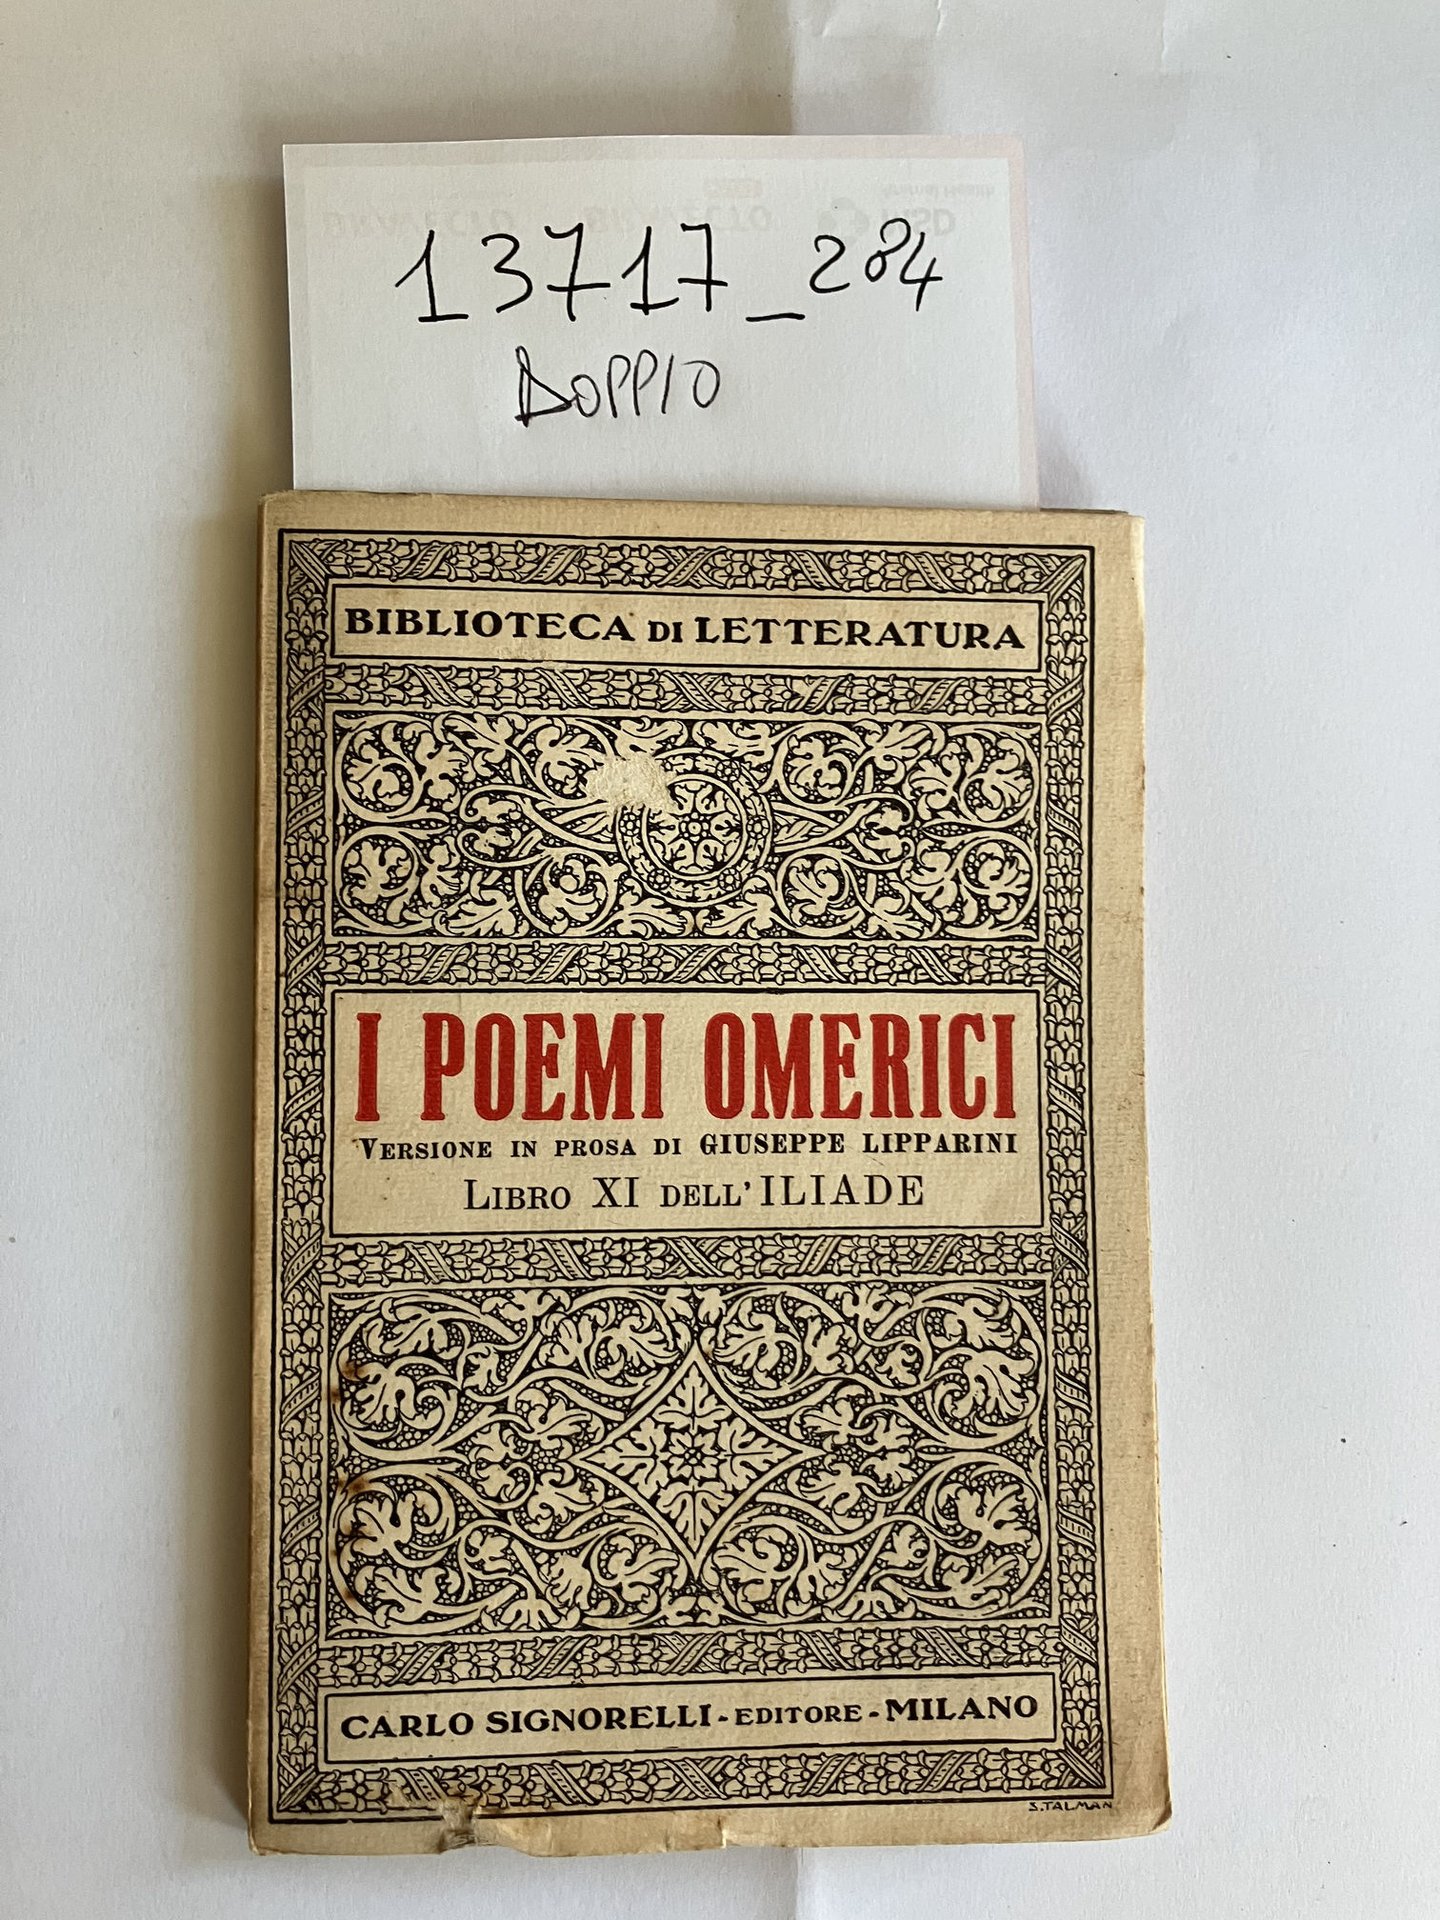 13717_284
DOPPIO
BIBLIOTECA DI LETTERATURA
I POEMI OMERICI
VERSIONE IN PROSA DI GIUSEPPE LIPPARINI
LIBRO XI DELL'ILIADE
CARLO SIGNORELLI - EDITORE - MILANO
S. TALMAN